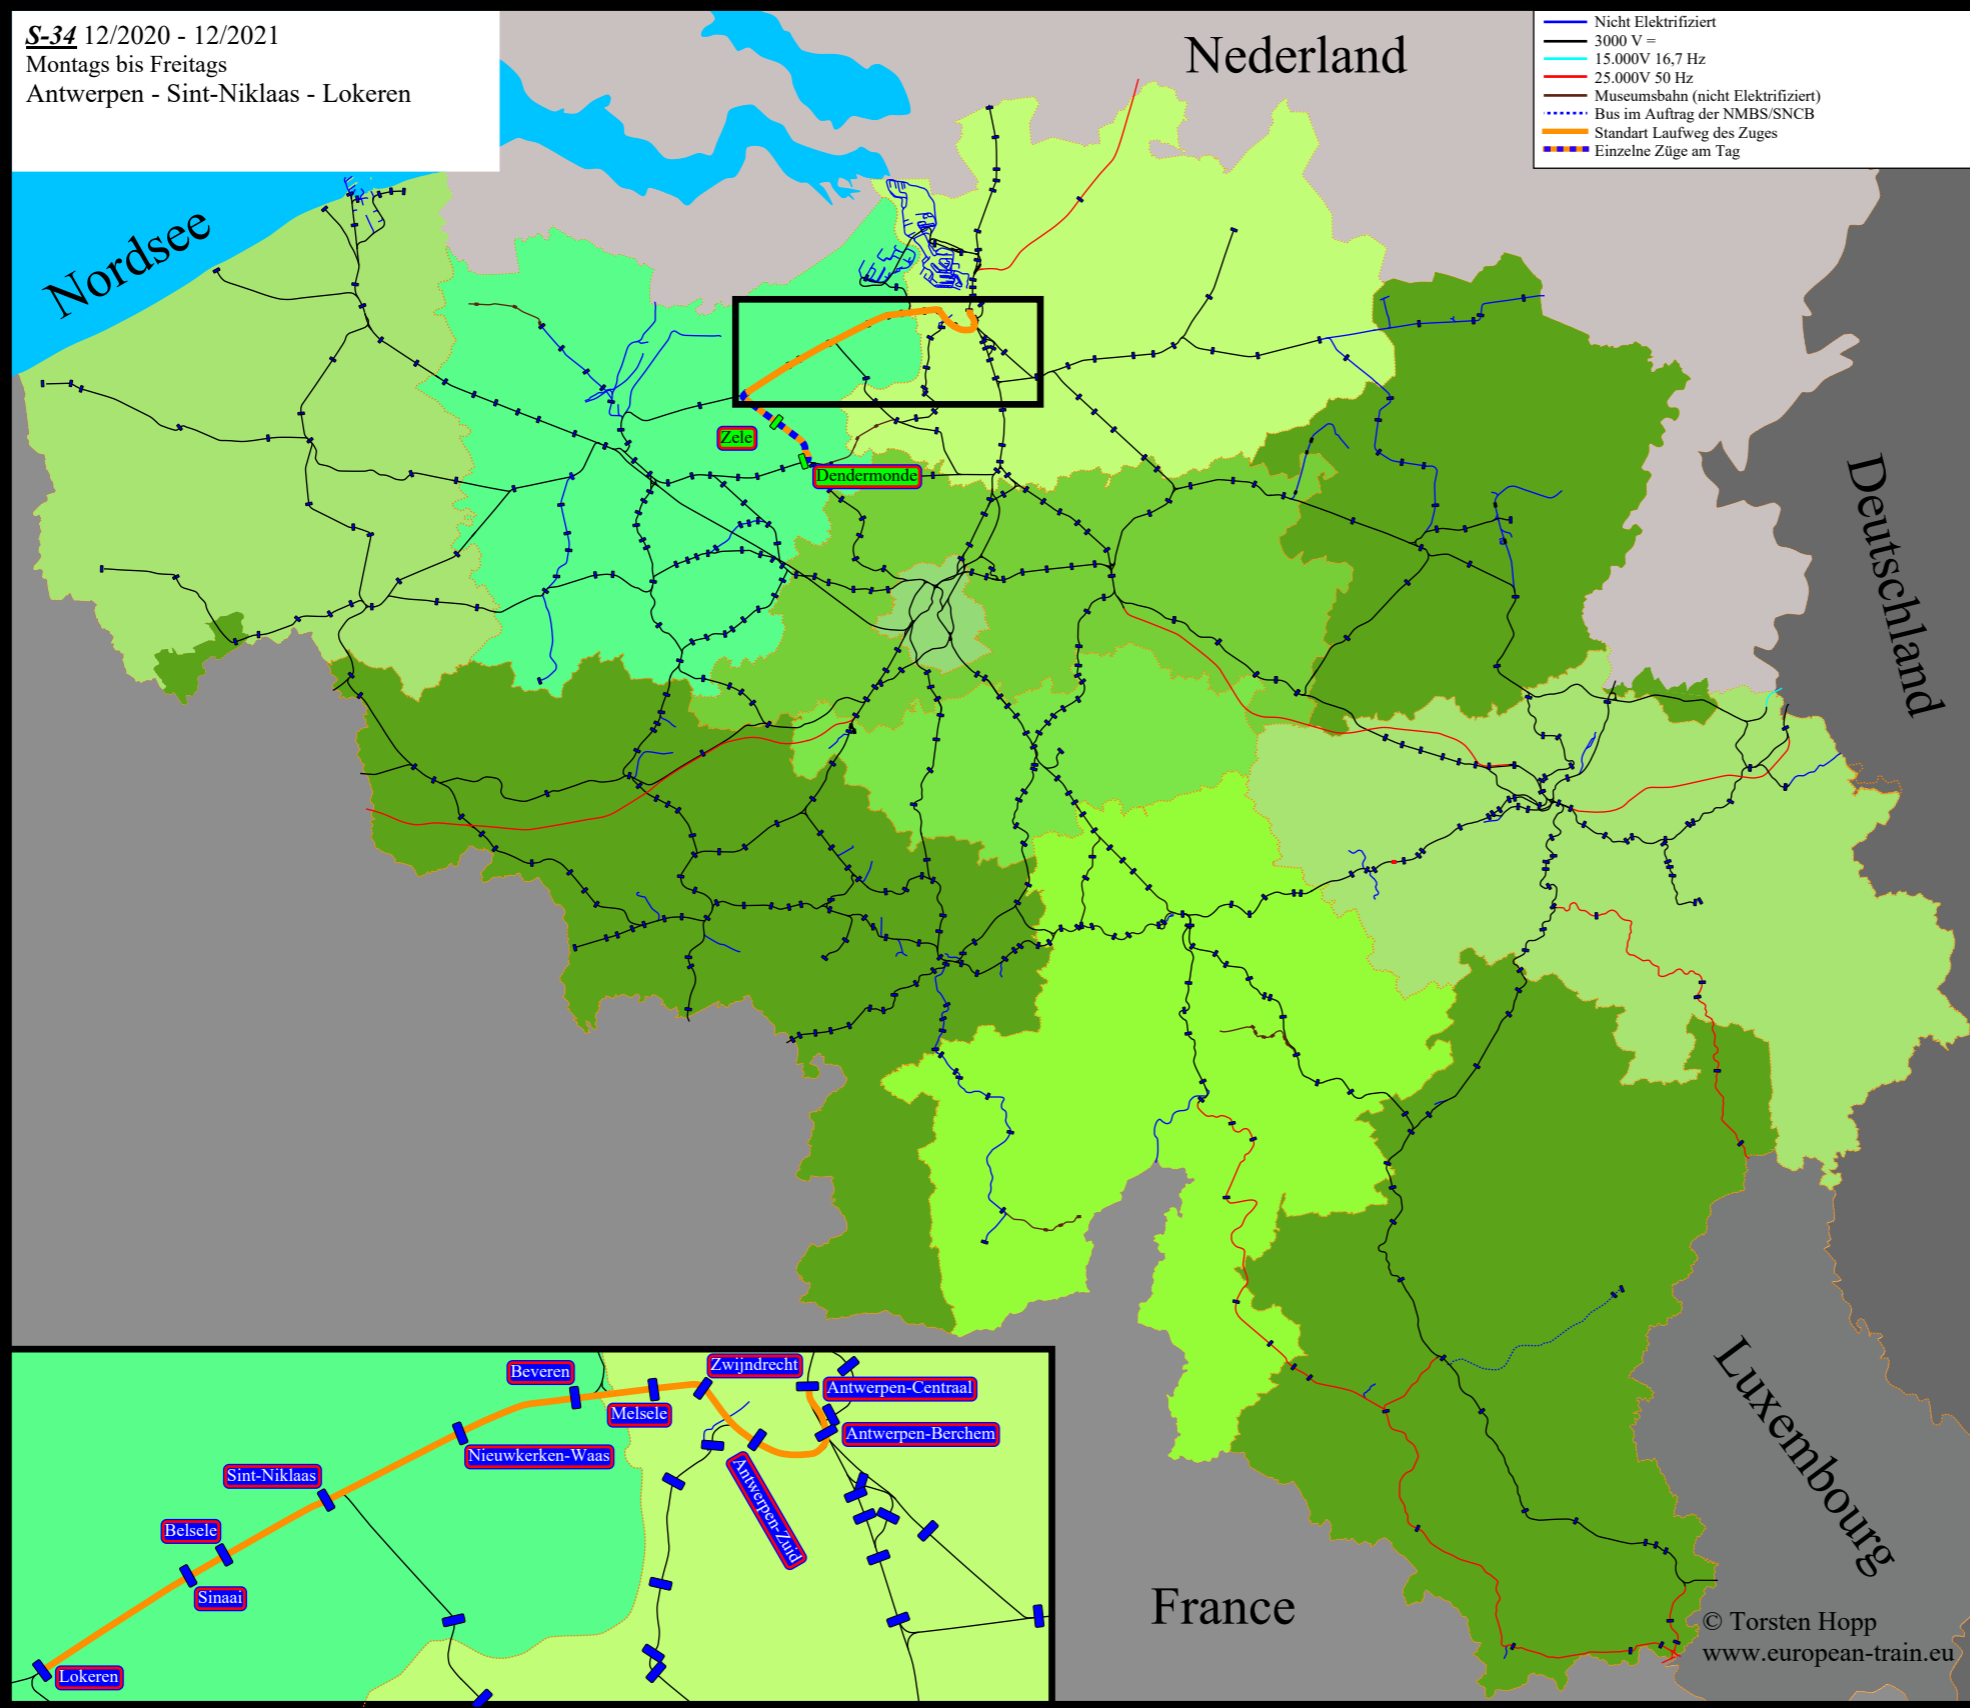 S-34 12/2020 - 12/2021
Montags bis Freitags
Antwerpen - Sint-Niklaas - Lokeren
Nicht Elektrifiziert
3000 V =
15.000V 16,7 Hz
25.000V 50 Hz
Museumsbahn (nicht Elektrifiziert)
Bus im Auftrag der NMBS/SNCB
Standart Laufweg des Zuges
Einzelne Züge am Tag
Nederland
Nordsee
Deutschland
Zele
Dendermonde
Luxembourg
France
Zwijndrecht
Beveren
Antwerpen-Centraal
Melsele
Antwerpen-Berchem
Nieuwkerken-Waas
Sint-Niklaas
Antwerpen-Zuid
Belsele
Sinaai
Lokeren
© Torsten Hopp
www.european-train.eu